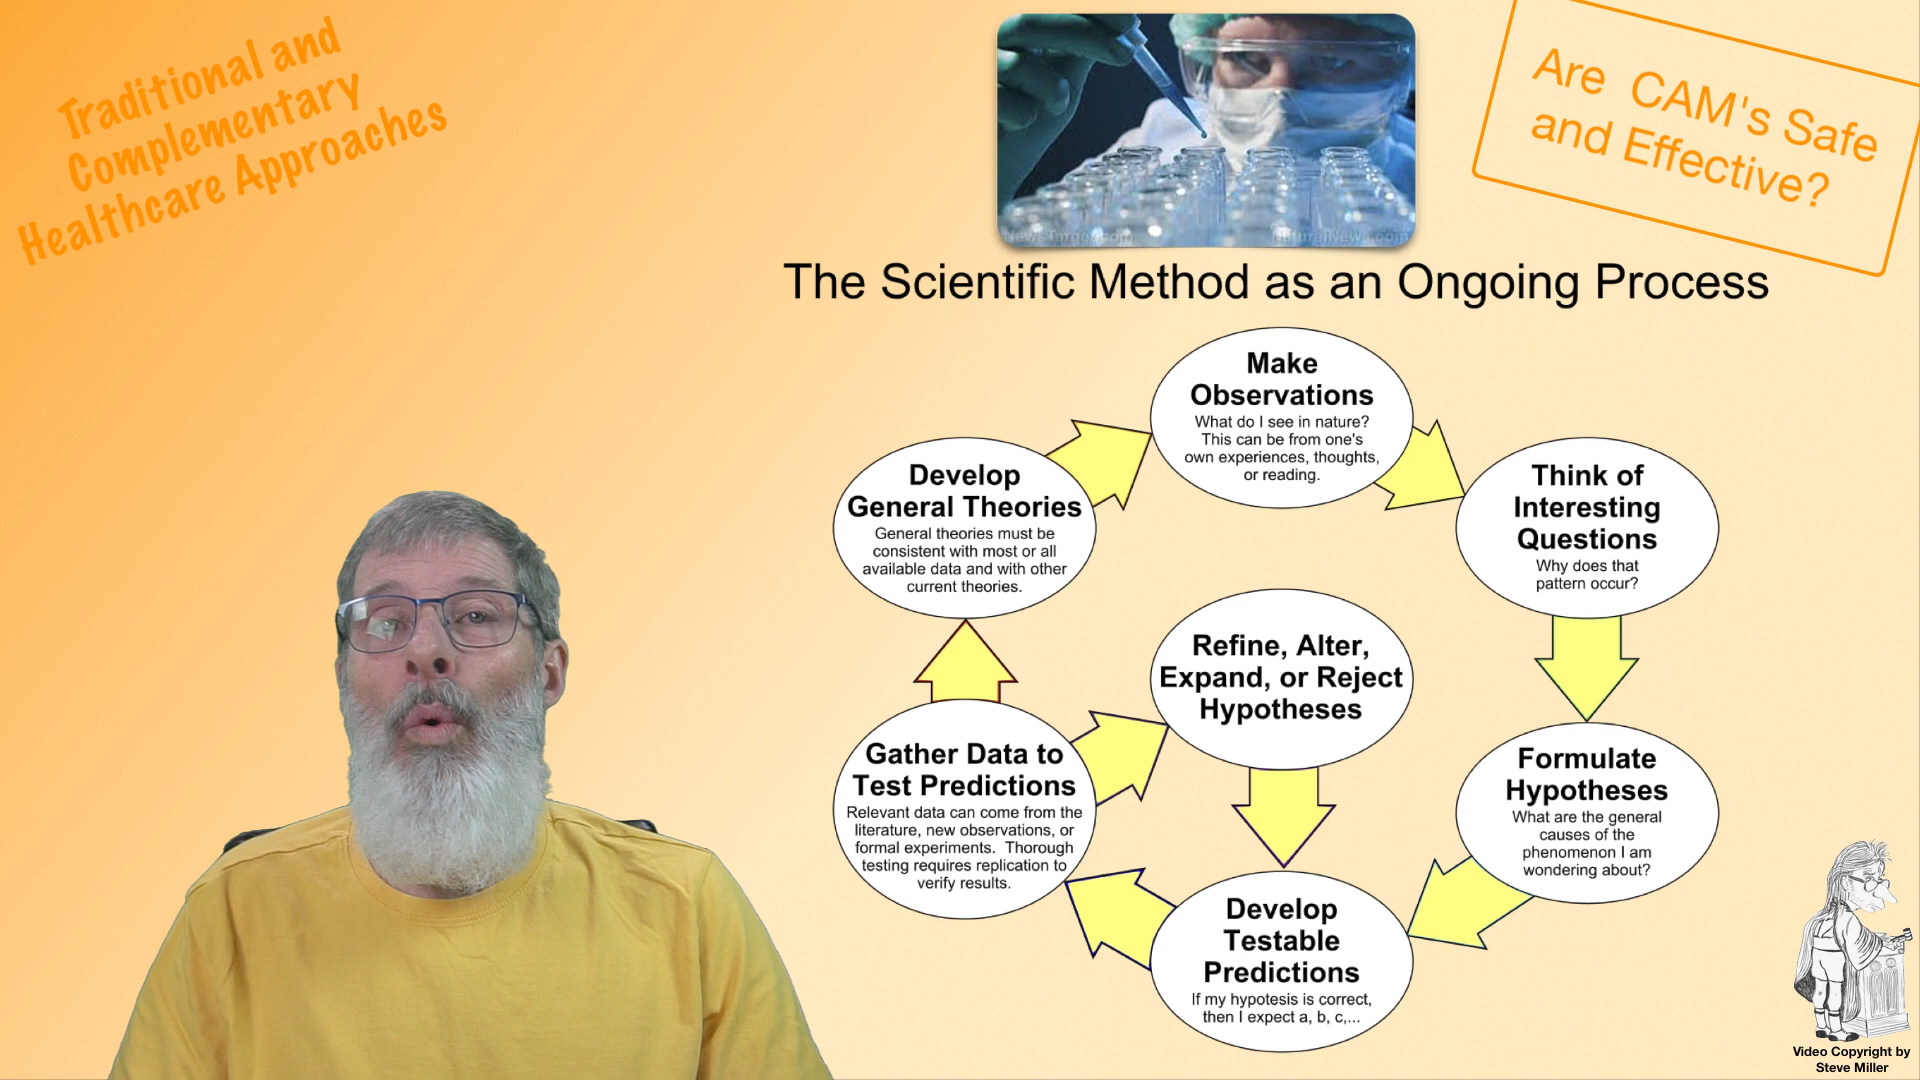 Traditional and
Complementary
Healthcare Approaches
NewsTarget.com
NaturalNews.com
Are CAM's Safe
and Effective?
The Scientific Method as an Ongoing Process
Make
Observations
What do I see in nature?
This can be from one's
own experiences, thoughts,
or reading.
Think of
Interesting
Questions
Why does that
pattern occur?
Formulate
Hypotheses
What are the general
causes of the
phenomenon I am
wondering about?
Develop
Testable
Predictions
If my hypotesis is correct,
then I expect a, b, c,...
Gather Data to
Test Predictions
Relevant data can come from the
literature, new observations, or
formal experiments. Thorough
testing requires replication to
verify results.
Refine, Alter,
Expand, or Reject
Hypotheses
Develop
General Theories
General theories must be
consistent with most or all
available data and with other
current theories.
Video Copyright by
Steve Miller